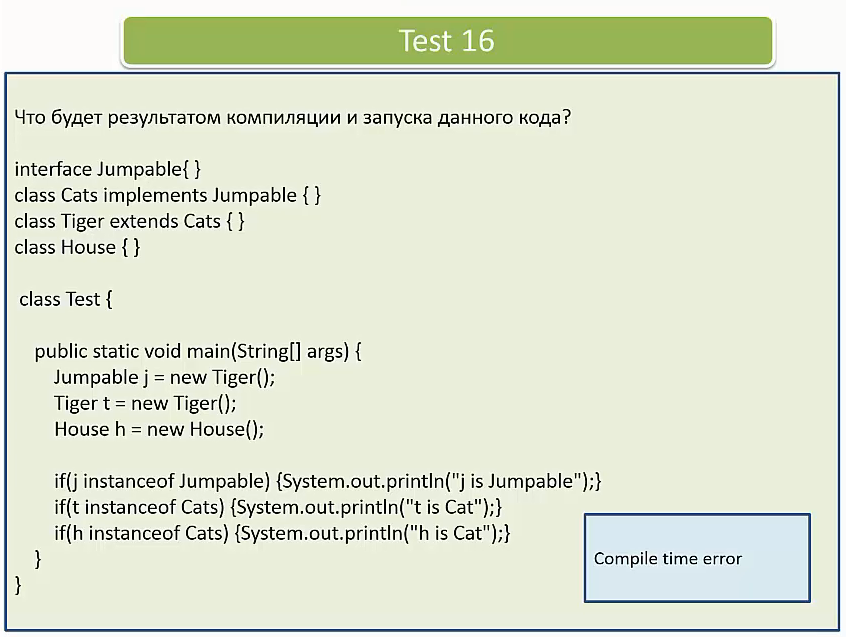 Test 16
Что будет результатом компиляции и запуска данного кода?
interface Jumpable{ }
class Cats implements Jumpable { }
class Tiger extends Cats { }
class House { }
class Test {
public static void main(String[] args) {
Jumpable j = new Tiger();
Tiger t = new Tiger();
House h = new House();
if(j instanceof Jumpable) {System.out.println("j is Jumpable");}
if(t instanceof Cats) {System.out.println("t is Cat");}
if(h instanceof Cats) {System.out.println("h is Cat");}
}
}
Compile time error